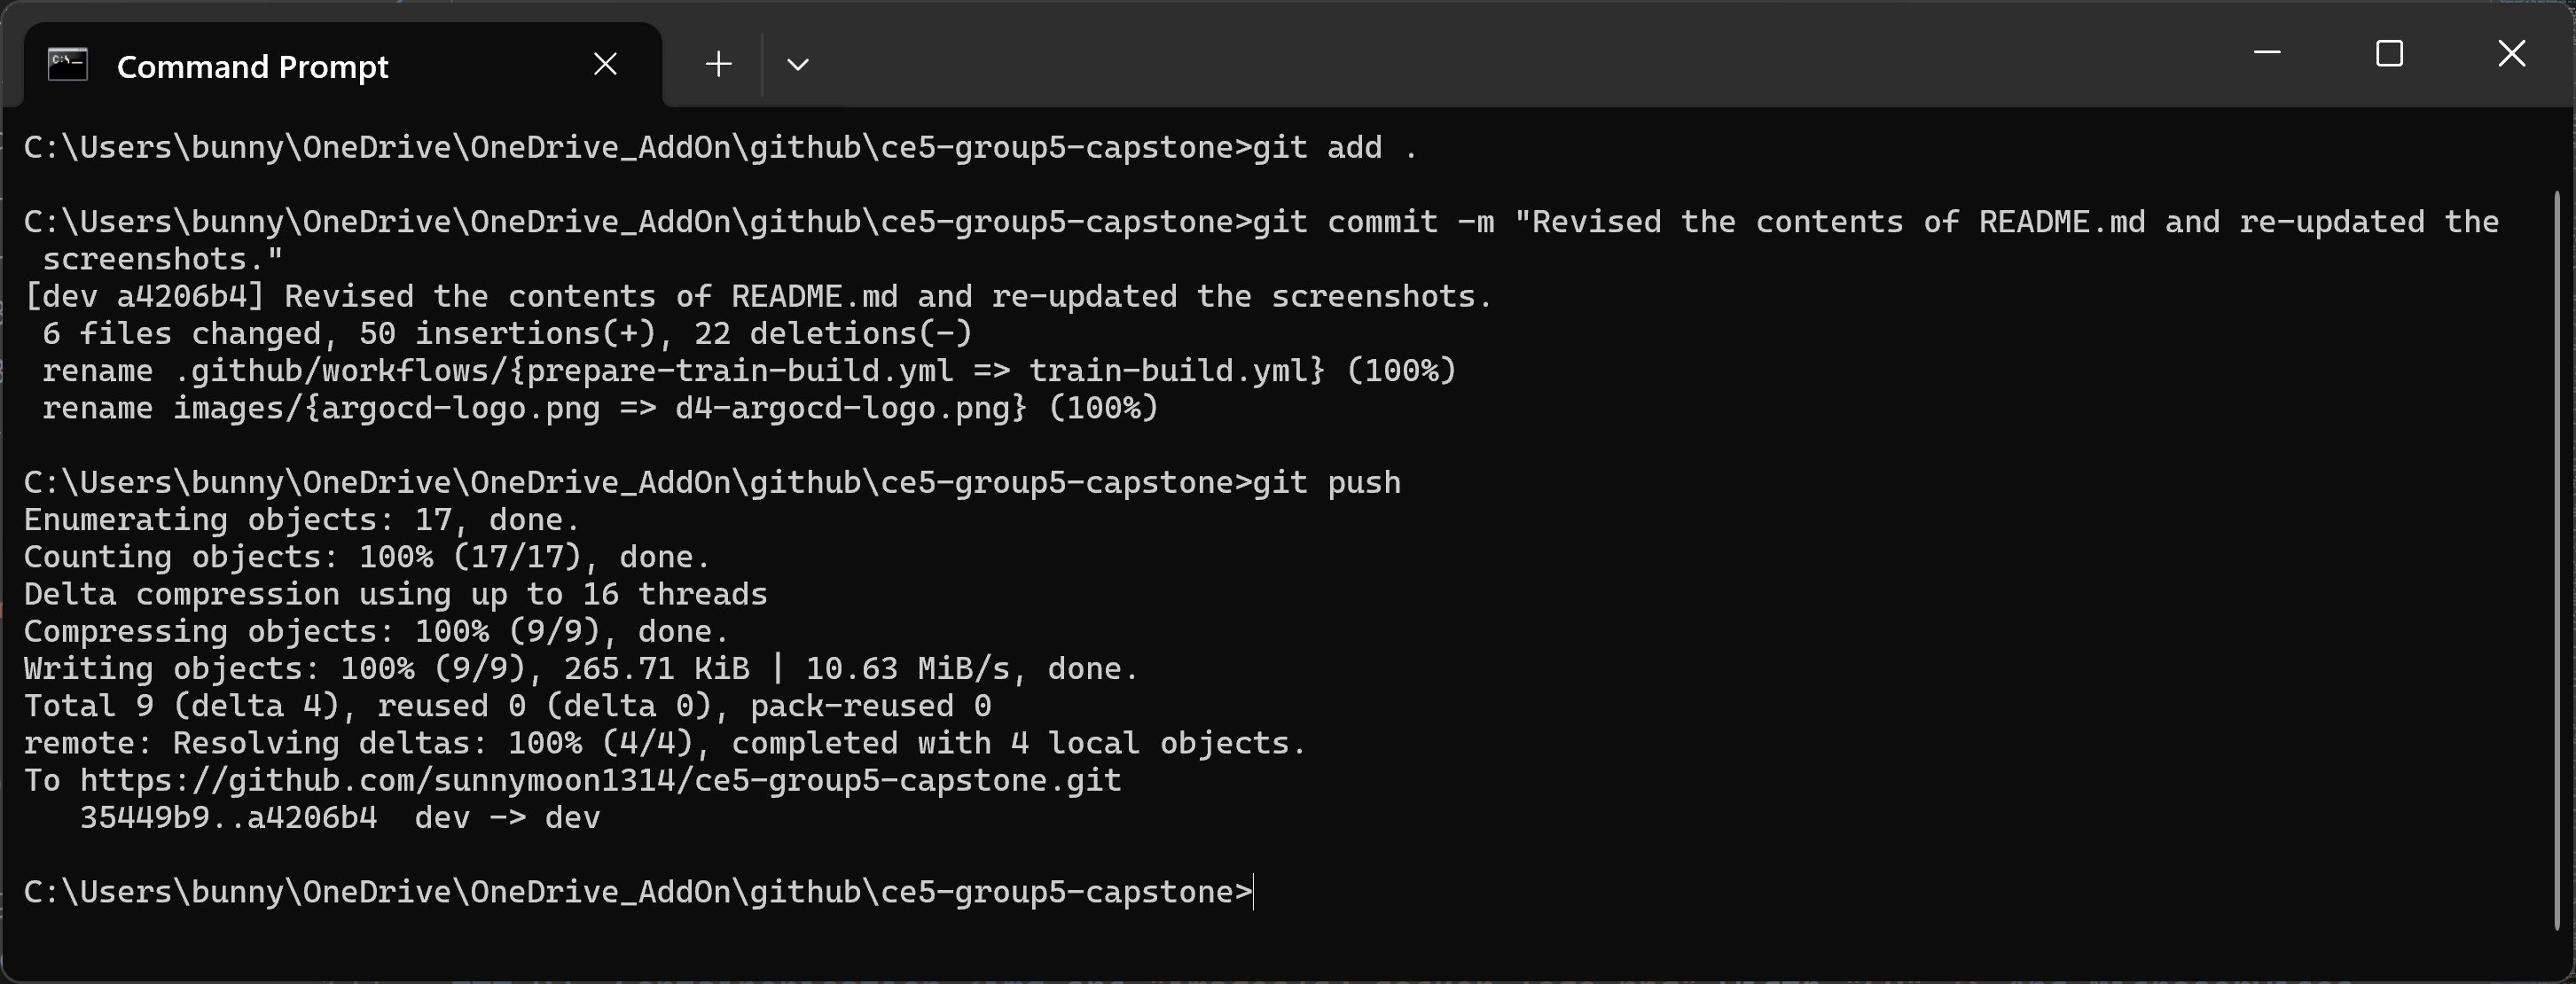 Command Prompt
C:\Users\bunny\OneDrive\OneDrive_AddOn\github\ce5-group5-capstone>git add .
C:\Users\bunny\OneDrive\OneDrive_AddOn\github\ce5-group5-capstone>git commit -m "Revised the contents of README.md and re-updated the
 screenshots."
[dev a4206b4] Revised the contents of README.md and re-updated the screenshots.
 6 files changed, 50 insertions(+), 22 deletions(-)
 rename .github/workflows/{prepare-train-build.yml => train-build.yml} (100%)
 rename images/{argocd-logo.png => d4-argocd-logo.png} (100%)
C:\Users\bunny\OneDrive\OneDrive_AddOn\github\ce5-group5-capstone>git push
Enumerating objects: 17, done.
Counting objects: 100% (17/17), done.
Delta compression using up to 16 threads
Compressing objects: 100% (9/9), done.
Writing objects: 100% (9/9), 265.71 KiB | 10.63 MiB/s, done.
Total 9 (delta 4), reused 0 (delta 0), pack-reused 0
remote: Resolving deltas: 100% (4/4), completed with 4 local objects.
To https://github.com/sunnymoon1314/ce5-group5-capstone.git
   35449b9..a4206b4  dev -> dev
C:\Users\bunny\OneDrive\OneDrive_AddOn\github\ce5-group5-capstone>